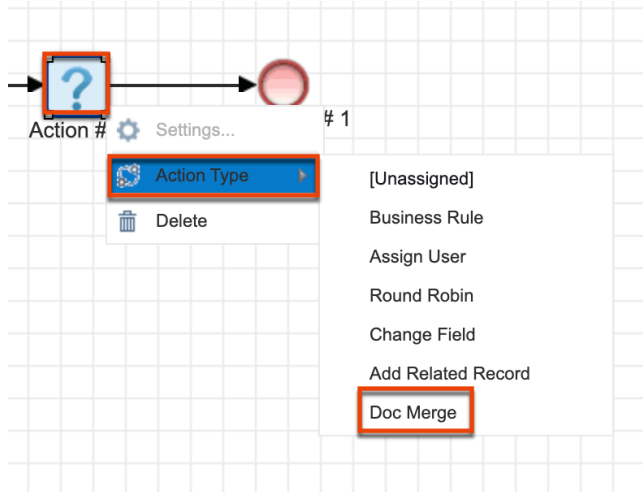 ?
Action #
# 1
Settings...
Action Type
Delete
[Unassigned]
Business Rule
Assign User
Round Robin
Change Field
Add Related Record
Doc Merge